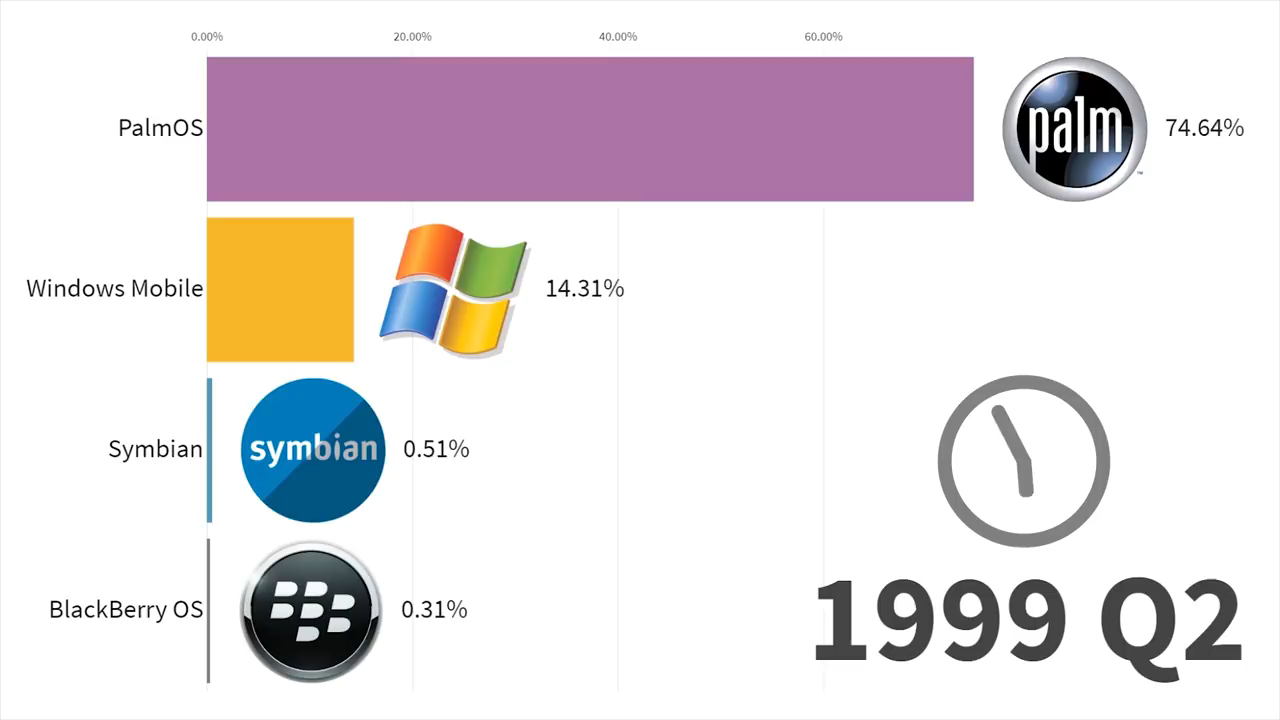 0.00% 20.00% 40.00% 60.00%
PalmOS palm ™ 74.64%
Windows Mobile 14.31%
Symbian symbian 0.51%
BlackBerry OS 0.31%
1999 Q2